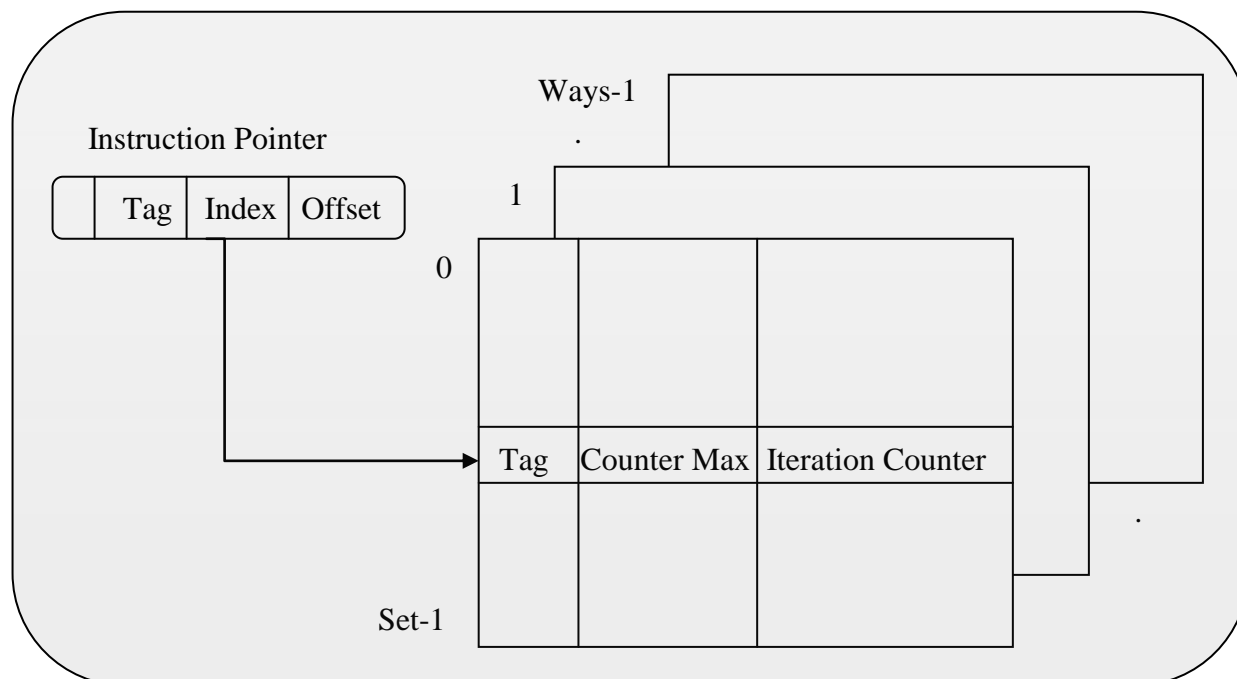 Ways-1
.
Instruction Pointer
1
Tag Index Offset
0
Tag Counter Max Iteration Counter
.
Set-1